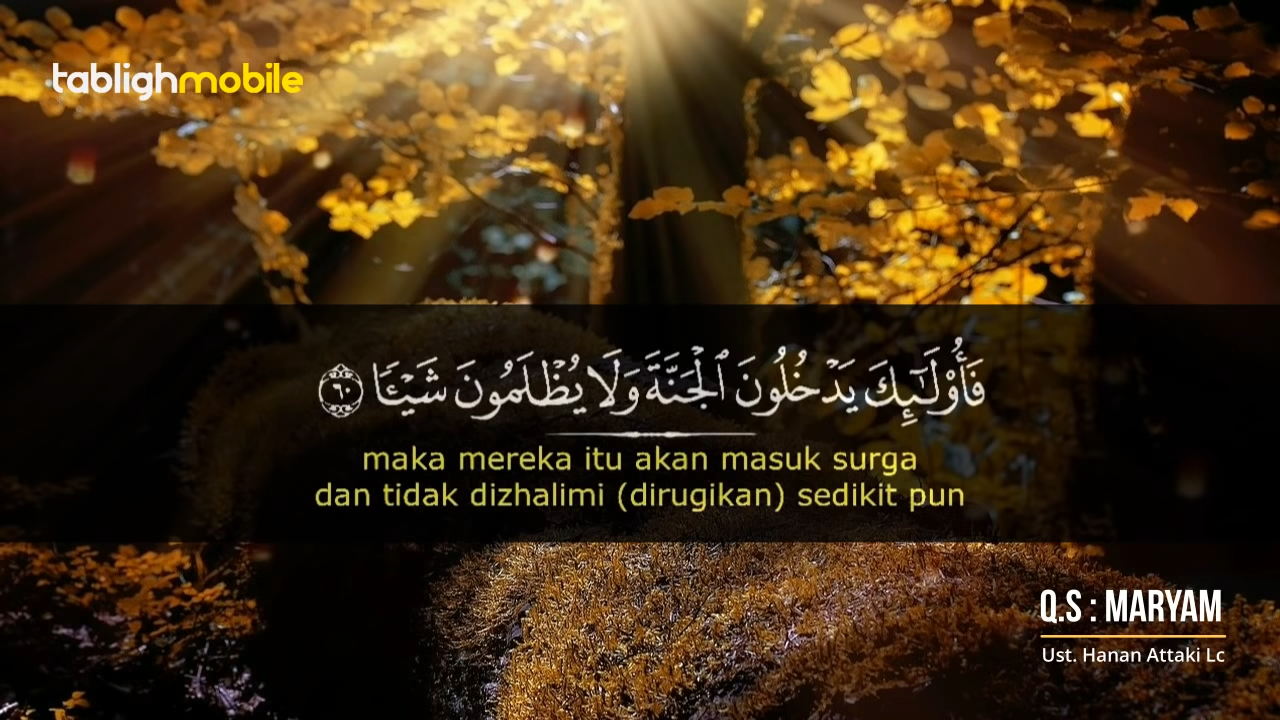 tablighmobile
فَأُو۟لَـٰٓئِكَ يَدْخُلُونَ ٱلْجَنَّةَ وَلَا يُظْلَمُونَ شَيْـًٔا ٦٠
maka mereka itu akan masuk surga
dan tidak dizhalimi (dirugikan) sedikit pun
Q.S : MARYAM
Ust. Hanan Attaki Lc